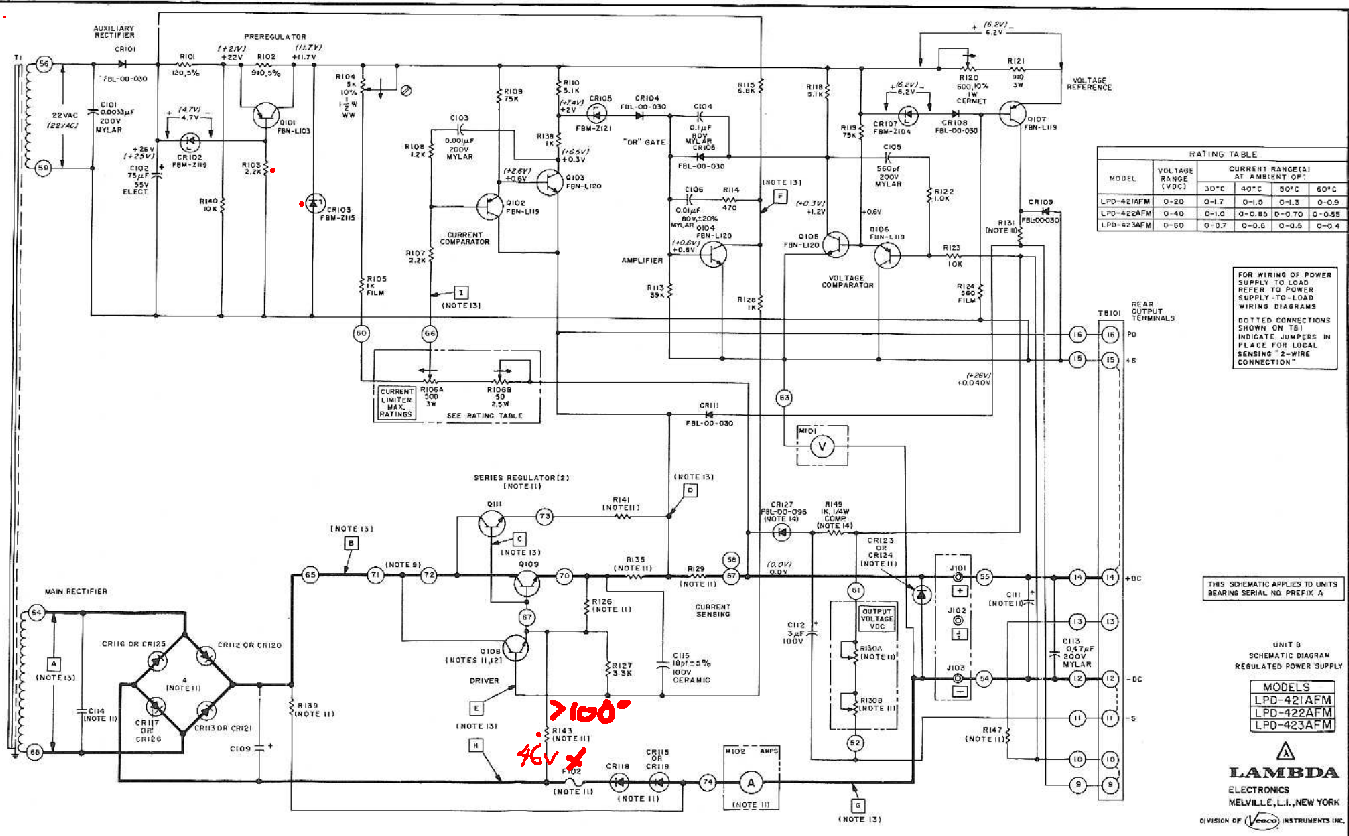 AUXILIARY
RECTIFIER
CR101
FBL-00-030
T1
56
59
22VAC
(22VAC)
C101
0.0033µF
200V
MYLAR
R101
120,5%
(+21V)
+22V
PREREGULATOR
R102
910,5%
(11.7V)
+11.7V
Q101
FBN-L103
(4.7V)
4.7V
CR102
+26V
(+25V)
C102
75µF
55V
ELECT.
R103
2.2K
R140
10K
CR103
FBM-Z115
R104
5K
10%
1½W
WW
R105
1K
FILM
R108
1.2K
C103
0.001µF
200V
MYLAR
R107
2.2K
I
(NOTE 13)
CURRENT
COMPARATOR
R109
75K
(+2.6V)
+0.6V
Q102
FBN-L119
R110
5.1K
(+7.4V)
+2V
R138
1K
(+6.5V)
+0.3V
Q103
FBN-L120
CR105
FBM-Z121
CR104
FBL-00-030
"OR" GATE
C104
0.1µF
80V
MYLAR
CR106
FBL-00-030
C106
0.01µF
80V,±20%
MYLAR
R114
470
Q104
FBN-L120
(+0.6V)
+0.6V
AMPLIFIER
R113
39K
R115
6.8K
(NOTE 13)
F
R128
1K
R118
5.1K
(+0.3V)
+1.2V
Q105
FBN-L120
R119
75K
(6.2V)
6.2V
CR107
FBM-Z104
CR108
FBL-00-030
C105
560pf
200V
MYLAR
+0.6V
Q106
FBN-L119
VOLTAGE
COMPARATOR
R122
1.0K
R123
10K
R124
560
FILM
(6.2V)
6.2V
R120
600,10%
1W
CERMET
R121
910
3W
VOLTAGE
REFERENCE
Q107
FBN-L119
R131
(NOTE 11)
CR109
FBL00-030
RATING TABLE
MODEL VOLTAGE RANGE (VDC) CURRENT RANGE(A) AT AMBIENT OF:
30°C 40°C 50°C 60°C
LPD-421AFM 0-20 0-1.7 0-1.5 0-1.3 0-0.9
LPD-422AFM 0-40 0-1.0 0-0.85 0-0.70 0-0.55
LPD-423AFM 0-60 0-0.7 0-0.6 0-0.5 0-0.4
FOR WIRING OF POWER
SUPPLY TO LOAD
REFER TO POWER
SUPPLY-TO-LOAD
WIRING DIAGRAMS
DOTTED CONNECTIONS
SHOWN ON TB1
INDICATE JUMPERS IN
PLACE FOR LOCAL
SENSING "2-WIRE
CONNECTION"
TB101
REAR
OUTPUT
TERMINALS
16 16 PD
15 15 +S
60
66
CURRENT
LIMITER
MAX.
RATINGS
R106A
500
3W
R106B
50
2.5W
SEE RATING TABLE
CR111
FBL-00-030
63
M101
V
(+26V)
+0.040V
SERIES REGULATOR(2)
(NOTE 11)
Q111
73
R141
(NOTE 11)
(NOTE 13)
D
C
(NOTE 13)
(NOTE 13)
B
65
71
(NOTE 9)
72
Q109
70
R135
(NOTE 11)
R129
(NOTE 11)
58
57
CURRENT
SENSING
CR127
FBL-00-096
(NOTE 14)
R149
1K,1/4W
COMP
(NOTE 14)
(0.0V)
0.0V
CR123
OR
CR124
(NOTE 11)
J101
+
J102
J103
-
55
54
14 14 +DC
13 13
12 12 -DC
11 11 -S
10 10
9 9
C111
(NOTE 11)
C113
0.47µF
200V
MYLAR
R147
(NOTE 11)
67
R126
(NOTE 11)
Q108
(NOTES 11,12)
DRIVER
R127
3.3K
C115
100V
CERAMIC
C112
3µF
100V
61
OUTPUT
VOLTAGE
VDC
R130A
(NOTE 11)
R130B
(NOTE 11)
62
E
(NOTE 13)
H
R143
(NOTE 11)
>100°
46V
F102
(NOTE 11)
CR118
CR115
OR
CR119
(NOTE 11)
74
M102 AMPS
A
(NOTE 11)
G
(NOTE 13)
MAIN RECTIFIER
64
68
A
(NOTE 13)
C114
(NOTE 11)
CR116 OR CR125
CR112 OR CR120
4
(NOTE 11)
CR117
OR
CR126
CR113 OR CR121
C109
R139
(NOTE 11)
THIS SCHEMATIC APPLIES TO UNITS
BEARING SERIAL NO. PREFIX A
UNIT B
SCHEMATIC DIAGRAM
REGULATED POWER SUPPLY
MODELS
LPD-421AFM
LPD-422AFM
LPD-423AFM
LAMBDA
ELECTRONICS
MELVILLE, L.I., NEW YORK
DIVISION OF Veeco INSTRUMENTS INC.